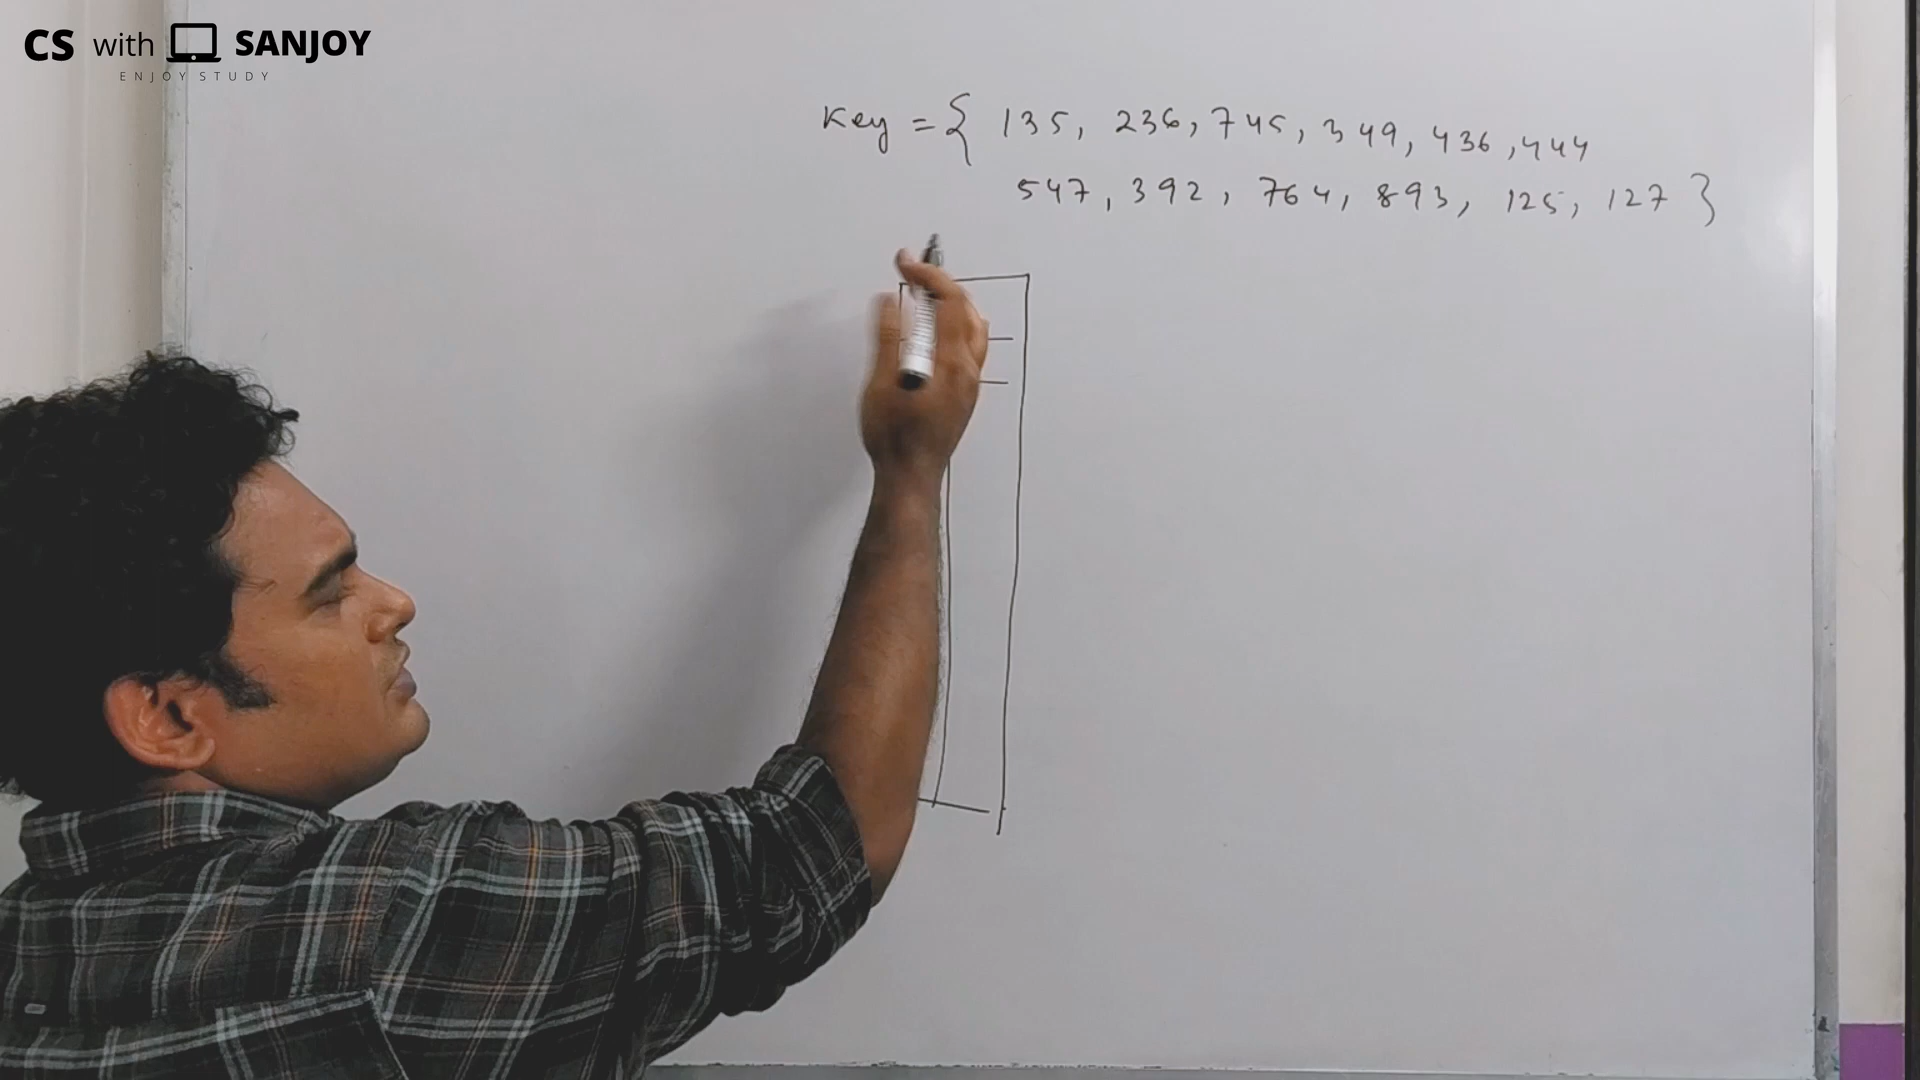 CS with SANJOY
ENJOY STUDY
Key = { 135, 236, 745, 349, 436, 444
547, 392, 764, 893, 125, 127 }